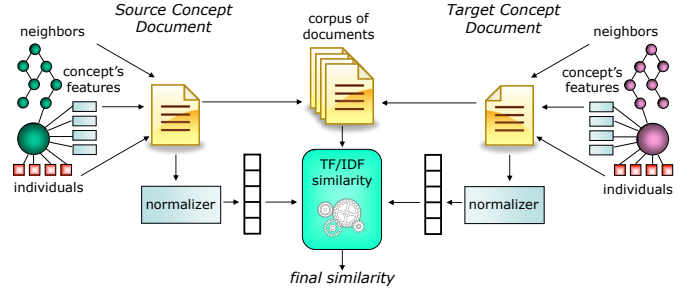 Source Concept
Document
corpus of
documents
Target Concept
Document
neighbors
neighbors
concept's
features
concept's
features
TF/IDF
similarity
individuals
individuals
normalizer
normalizer
final similarity